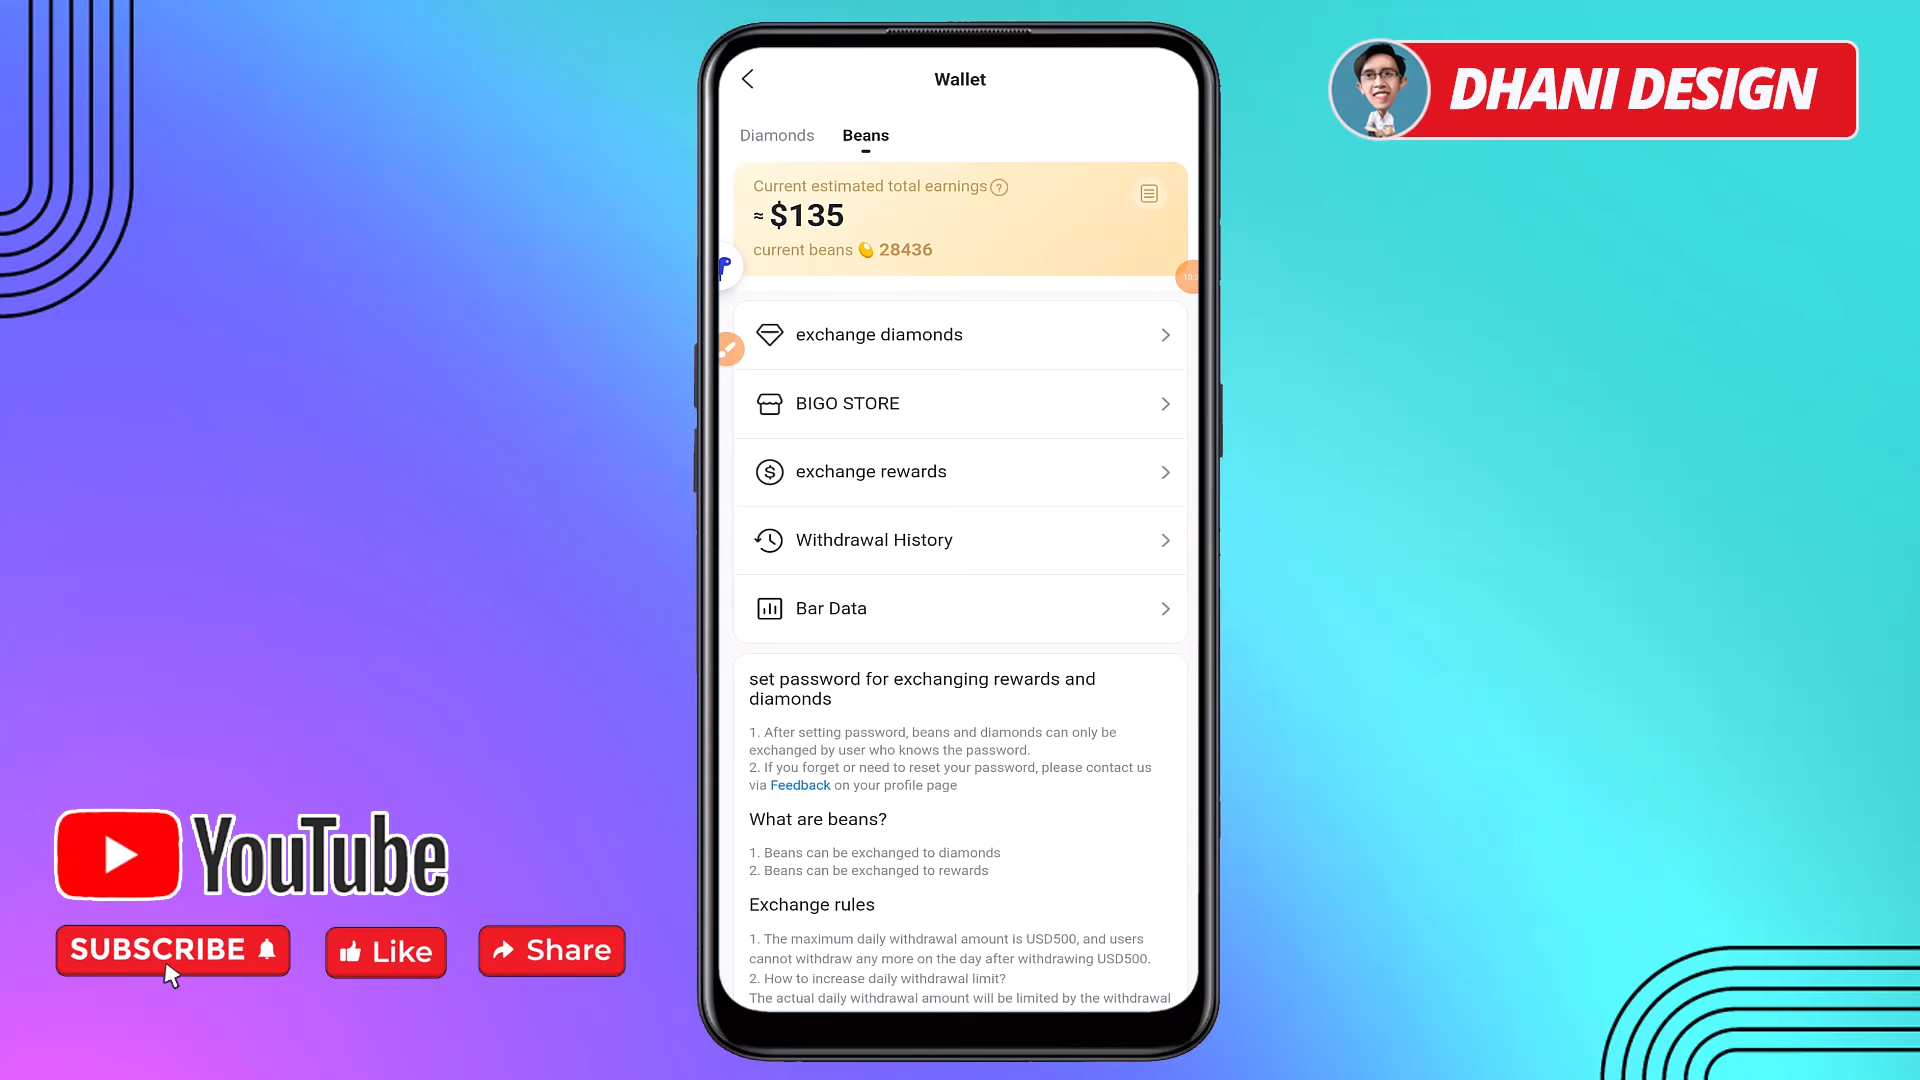 Wallet
DHANI DESIGN
Diamonds
Beans
Current estimated total earnings ?
≈ $135
current beans 28436
exchange diamonds
BIGO STORE
exchange rewards
Withdrawal History
Bar Data
set password for exchanging rewards and
diamonds
1. After setting password, beans and diamonds can only be
exchanged by user who knows the password.
2. If you forget or need to reset your password, please contact us
via Feedback on your profile page
What are beans?
1. Beans can be exchanged to diamonds
2. Beans can be exchanged to rewards
Exchange rules
1. The maximum daily withdrawal amount is USD500, and users
cannot withdraw any more on the day after withdrawing USD500.
2. How to increase daily withdrawal limit?
The actual daily withdrawal amount will be limited by the withdrawal
YouTube
SUBSCRIBE
Like
Share